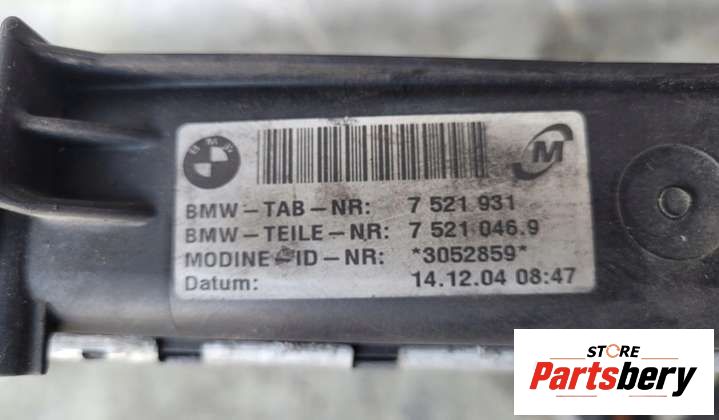 BMW
BMW-TAB-NR: 7 521 931
BMW-TEILE-NR: 7 521 046.9
MODINE-ID-NR: *3052859*
Datum: 14.12.04 08:47
M
STORE
Partsbery